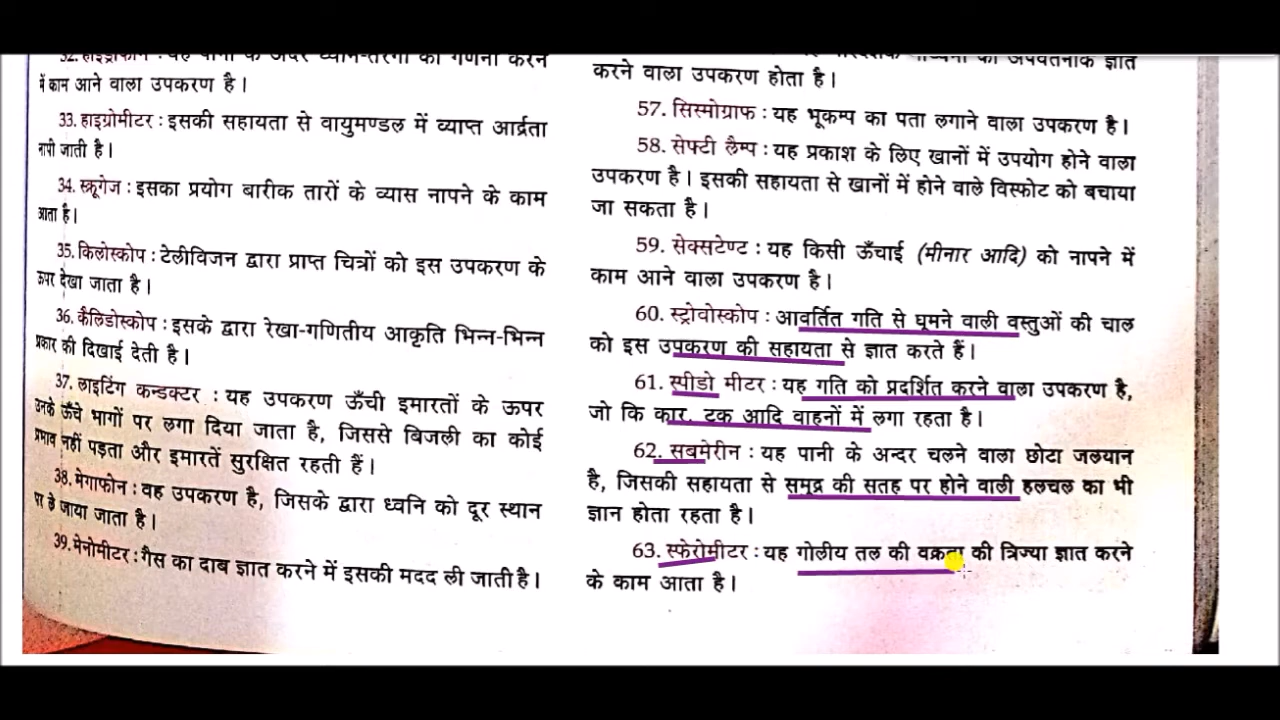 में काम आने वाला उपकरण है।
33. हाइग्रोमीटर : इसकी सहायता से वायुमण्डल में व्याप्त आर्द्रता
नापी जाती है।
34. स्क्रूगेज : इसका प्रयोग बारीक तारों के व्यास नापने के काम
आता है।
35. किलोस्कोप : टेलीविजन द्वारा प्राप्त चित्रों को इस उपकरण के
ऊपर देखा जाता है।
36. कैलिडोस्कोप : इसके द्वारा रेखा-गणितीय आकृति भिन्न-भिन्न
प्रकार की दिखाई देती है।
37. लाइटिंग कन्डक्टर : यह उपकरण ऊँची इमारतों के ऊपर
उनके ऊँचे भागों पर लगा दिया जाता है, जिससे बिजली का कोई
प्रभाव नहीं पड़ता और इमारतें सुरक्षित रहती हैं।
38. मेगाफोन : वह उपकरण है, जिसके द्वारा ध्वनि को दूर स्थान
पर ले जाया जाता है।
39. मेनोमीटर : गैस का दाब ज्ञात करने में इसकी मदद ली जाती है।
करने वाला उपकरण होता है।
57. सिस्मोग्राफ : यह भूकम्प का पता लगाने वाला उपकरण है।
58. सेफ्टी लैम्प : यह प्रकाश के लिए खानों में उपयोग होने वाला
उपकरण है। इसकी सहायता से खानों में होने वाले विस्फोट को बचाया
जा सकता है।
59. सेक्सटेण्ट : यह किसी ऊँचाई (मीनार आदि) को नापने में
काम आने वाला उपकरण है।
60. स्ट्रोवोस्कोप : आवर्तित गति से घूमने वाली वस्तुओं की चाल
को इस उपकरण की सहायता से ज्ञात करते हैं।
61. स्पीडो मीटर : यह गति को प्रदर्शित करने वाला उपकरण है,
जो कि कार, टक आदि वाहनों में लगा रहता है।
62. सबमेरीन : यह पानी के अन्दर चलने वाला छोटा जलयान
है, जिसकी सहायता से समुद्र की सतह पर होने वाली हलचल का भी
ज्ञान होता रहता है।
63. स्फेरोमीटर : यह गोलीय तल की वक्रता की त्रिज्या ज्ञात करने
के काम आता है।